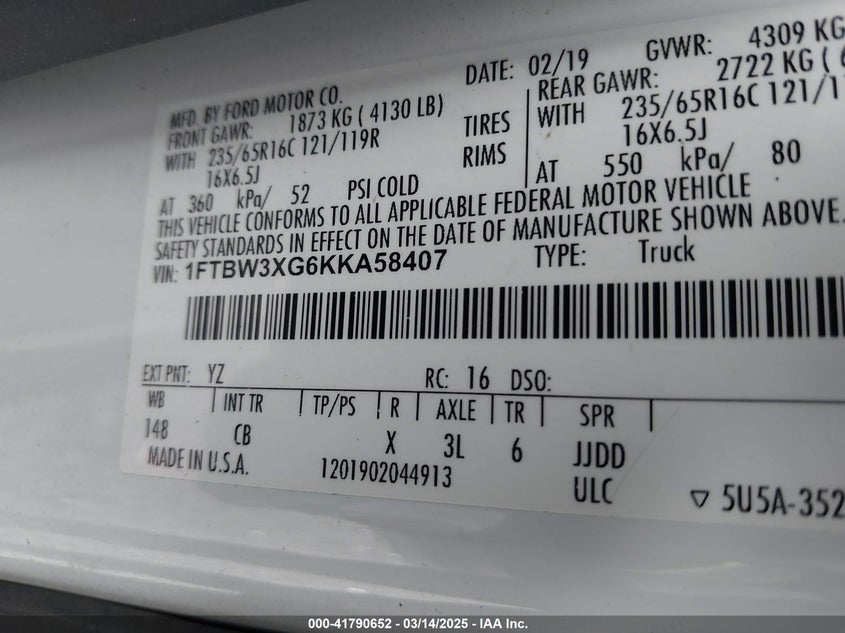 MFD. BY FORD MOTOR CO.
DATE: 02/19
GVWR: 4309 KG
FRONT GAWR: 1873 KG ( 4130 LB)
REAR GAWR: 2722 KG (
WITH 235/65R16C 121/119R TIRES
WITH 235/65R16C 121/
16X6.5J RIMS
16X6.5J
AT 360 kPa/ 52 PSI COLD
AT 550 kPa/ 80
THIS VEHICLE CONFORMS TO ALL APPLICABLE FEDERAL MOTOR VEHICLE
SAFETY STANDARDS IN EFFECT ON THE DATE OF MANUFACTURE SHOWN ABOVE.
VIN: 1FTBW3XG6KKA58407 TYPE: Truck
EXT PNT: YZ RC: 16 DSO:
WB INT TR TP/PS R AXLE TR SPR
148 CB X 3L 6 JJDD
MADE IN U.S.A. 1201902044913 ULC
▽ 5U5A-352
000-41790652 - 03/14/2025 - IAA Inc.